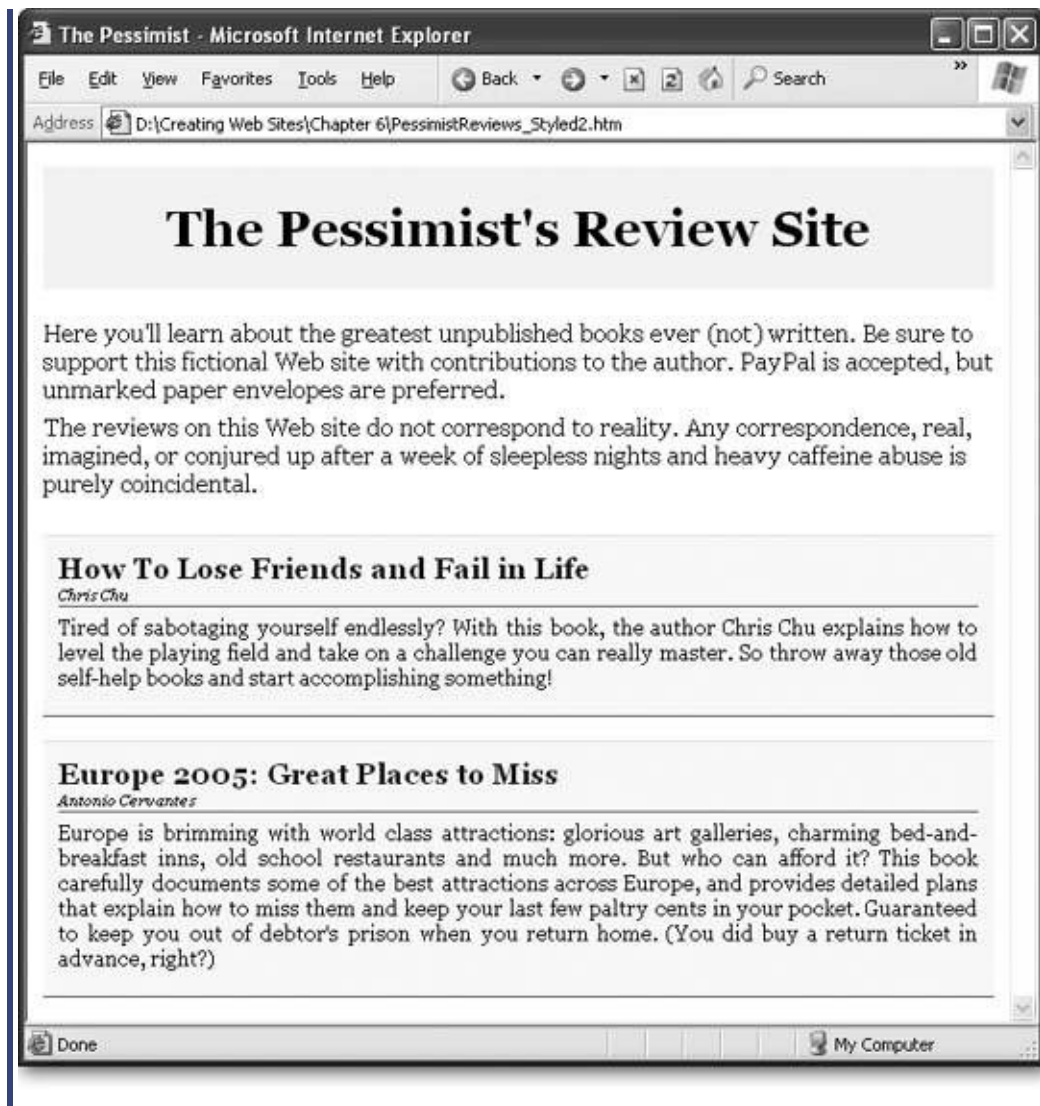 The Pessimist - Microsoft Internet Explorer
File Edit View Favorites Tools Help Back Search »
Address D:\Creating Web Sites\Chapter 6\PessimistReviews_Styled2.htm
The Pessimist's Review Site
Here you'll learn about the greatest unpublished books ever (not) written. Be sure to
support this fictional Web site with contributions to the author. PayPal is accepted, but
unmarked paper envelopes are preferred.
The reviews on this Web site do not correspond to reality. Any correspondence, real,
imagined, or conjured up after a week of sleepless nights and heavy caffeine abuse is
purely coincidental.
How To Lose Friends and Fail in Life
Chris Chu
Tired of sabotaging yourself endlessly? With this book, the author Chris Chu explains how to
level the playing field and take on a challenge you can really master. So throw away those old
self-help books and start accomplishing something!
Europe 2005: Great Places to Miss
Antonio Cervantes
Europe is brimming with world class attractions: glorious art galleries, charming bed-and-
breakfast inns, old school restaurants and much more. But who can afford it? This book
carefully documents some of the best attractions across Europe, and provides detailed plans
that explain how to miss them and keep your last few paltry cents in your pocket. Guaranteed
to keep you out of debtor's prison when you return home. (You did buy a return ticket in
advance, right?)
Done My Computer